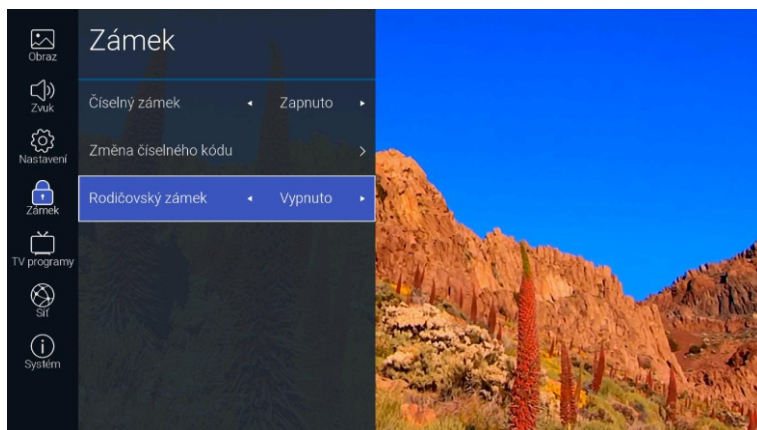 Obraz
Zvuk
Nastavení
Zámek
TV programy
Síť
Systém
Zámek
Číselný zámek Zapnuto
Změna číselného kódu
Rodičovský zámek Vypnuto